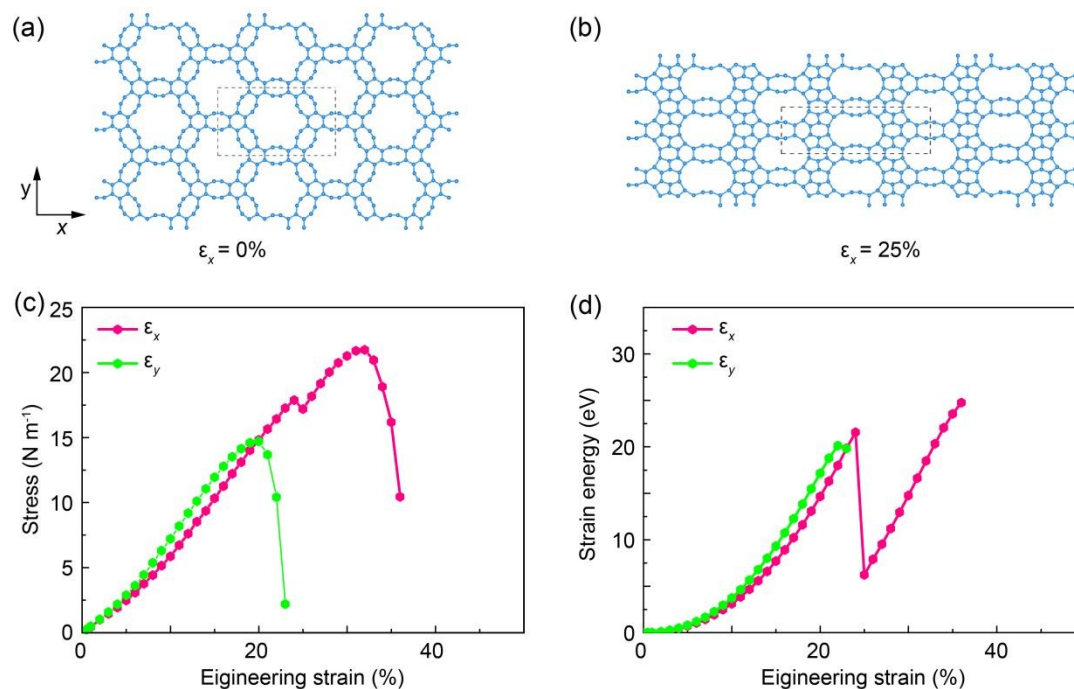 (a)
y
x
εx = 0%
(b)
εx = 25%
(c)
25
20
15
10
5
0
Stress (N m⁻¹)
εx
εy
0
20
40
Eigineering strain (%)
(d)
30
20
10
0
Strain energy (eV)
εx
εy
0
20
40
Eigineering strain (%)